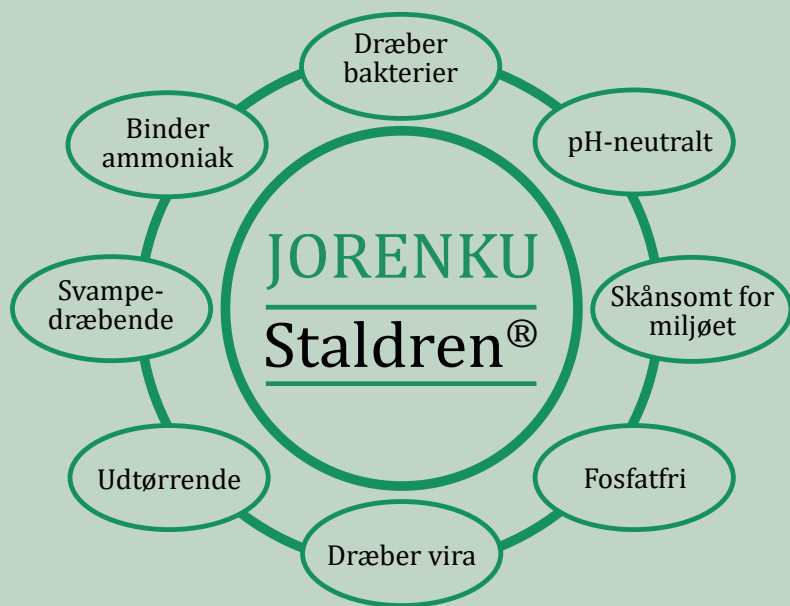 Dræber
bakterier
Binder
ammoniak
pH-neutralt
JORENKU
Staldren®
Svampe-
dræbende
Skånsomt for
miljøet
Udtørrende
Fosfatfri
Dræber vira